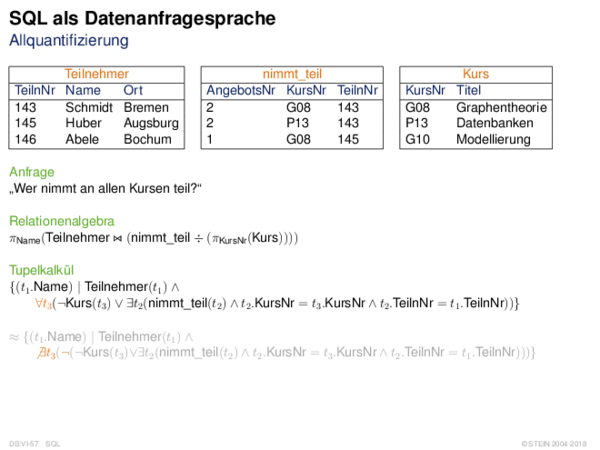 SQL als Datenanfragesprache
Allquantifizierung
Teilnehmer nimmt_teil Kurs
TeilnNr Name Ort AngebotsNr KursNr TeilnNr KursNr Titel
143 Schmidt Bremen 2 G08 143 G08 Graphentheorie
145 Huber Augsburg 2 P13 143 P13 Datenbanken
146 Abele Bochum 1 G08 145 G10 Modellierung
Anfrage
„Wer nimmt an allen Kursen teil?“
Relationenalgebra
π_Name(Teilnehmer ⋈ (nimmt_teil ÷ (π_KursNr(Kurs))))
Tupelkalkül
{(t₁.Name) | Teilnehmer(t₁) ∧
∀t₃(¬Kurs(t₃) ∨ ∃t₂(nimmt_teil(t₂) ∧ t₂.KursNr = t₃.KursNr ∧ t₂.TeilnNr = t₁.TeilnNr))}
≈ {(t₁.Name) | Teilnehmer(t₁) ∧
∄t₃(¬(¬Kurs(t₃)∨∃t₂(nimmt_teil(t₂) ∧ t₂.KursNr = t₃.KursNr ∧ t₂.TeilnNr = t₁.TeilnNr)))}
DB:VI-57 SQL ©STEIN 2004-2018